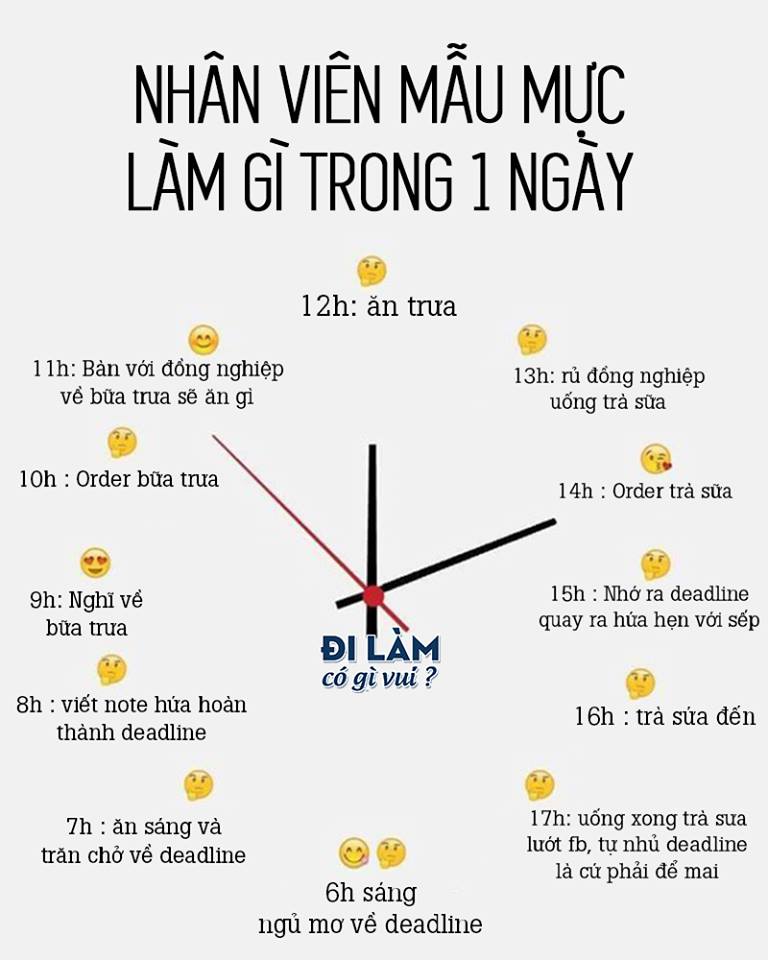 NHÂN VIÊN MẪU MỰC
LÀM GÌ TRONG 1 NGÀY
12h: ăn trưa
11h: Bàn với đồng nghiệp
về bữa trưa sẽ ăn gì
13h: rủ đồng nghiệp
uống trà sữa
10h : Order bữa trưa
14h : Order trà sữa
9h: Nghĩ về
bữa trưa
15h : Nhớ ra deadline
quay ra hứa hẹn với sếp
ĐI LÀM
có gì vui ?
8h : viết note hứa hoàn
thành deadline
16h : trà sứa đến
7h : ăn sáng và
trăn chở về deadline
17h: uống xong trà sưa
lướt fb, tự nhủ deadline
là cứ phải để mai
6h sáng
ngủ mơ về deadline